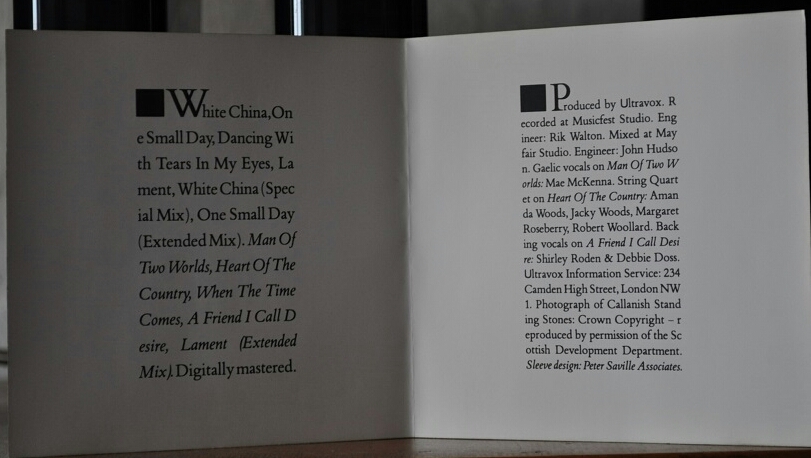 White China, On
e Small Day, Dancing Wi
th Tears In My Eyes, La
ment, White China (Spec
ial Mix), One Small Day
(Extended Mix). Man Of
Two Worlds, Heart Of The
Country, When The Time
Comes, A Friend I Call D
esire, Lament (Extended
Mix). Digitally mastered.
Produced by Ultravox. R
ecorded at Musicfest Studio. Eng
ineer: Rik Walton. Mixed at May
fair Studio. Engineer: John Hudso
n. Gaelic vocals on Man Of Two W
orlds: Mae McKenna. String Quart
et on Heart Of The Country: Aman
da Woods, Jacky Woods, Margaret
Roseberry, Robert Woollard. Back
ing vocals on A Friend I Call Desi
re: Shirley Roden & Debbie Doss.
Ultravox Information Service: 234
Camden High Street, London NW
1. Photograph of Callanish Stand
ing Stones: Crown Copyright – r
eproduced by permission of the Sc
ottish Development Department.
Sleeve design: Peter Saville Associates.